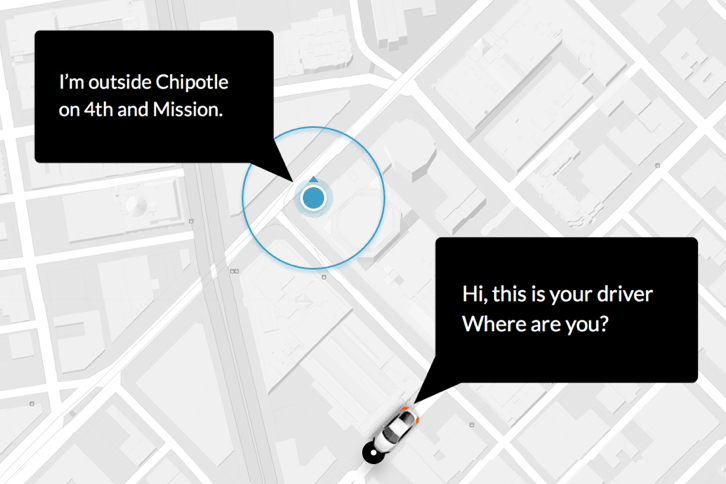 I’m outside Chipotle
on 4th and Mission.
Hi, this is your driver
Where are you?